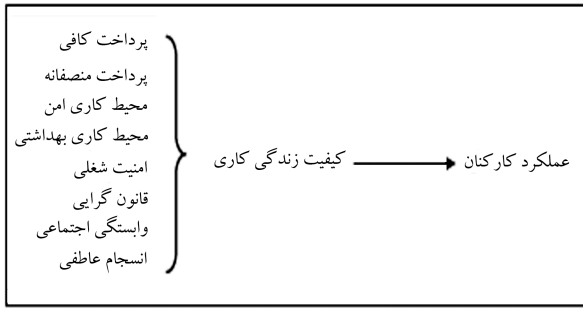 پرداخت کافی
پرداخت منصفانه
محیط کاری امن
محیط کاری بهداشتی
امنیت شغلی
قانون گرایی
وابستگی اجتماعی
انسجام عاطفی
کیفیت زندگی کاری
عملکرد کارکنان